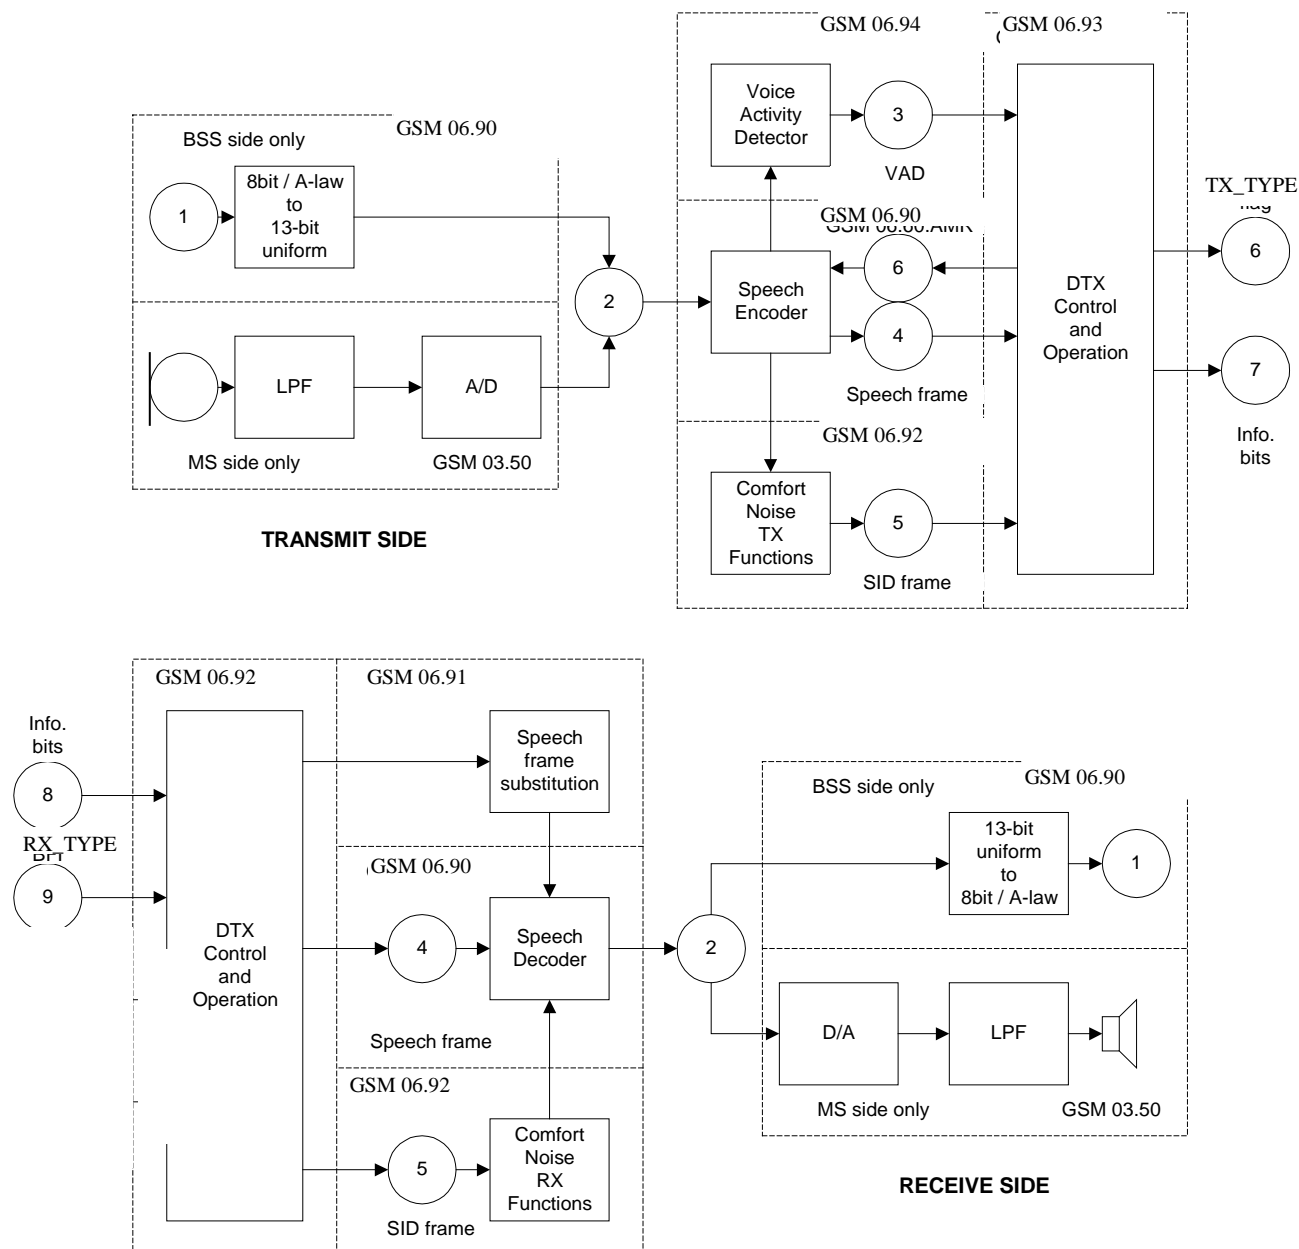 GSM 06.94
GSM 06.93
Voice
Activity
Detector
3
VAD
GSM 06.90
BSS side only
1
8bit / A-law
to
13-bit
uniform
2
GSM 06.90
Speech
Encoder
6
4
Speech frame
DTX
Control
and
Operation
TX_TYPE
6
7
Info.
bits
LPF
A/D
MS side only
GSM 03.50
GSM 06.92
Comfort
Noise
TX
Functions
5
SID frame
TRANSMIT SIDE
GSM 06.92
GSM 06.91
Info.
bits
8
RX_TYPE
9
DTX
Control
and
Operation
Speech
frame
substitution
GSM 06.90
4
Speech
Decoder
Speech frame
GSM 06.92
5
SID frame
Comfort
Noise
RX
Functions
2
BSS side only
GSM 06.90
13-bit
uniform
to
8bit / A-law
1
D/A
LPF
MS side only
GSM 03.50
RECEIVE SIDE